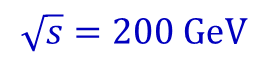 √s = 200 GeV